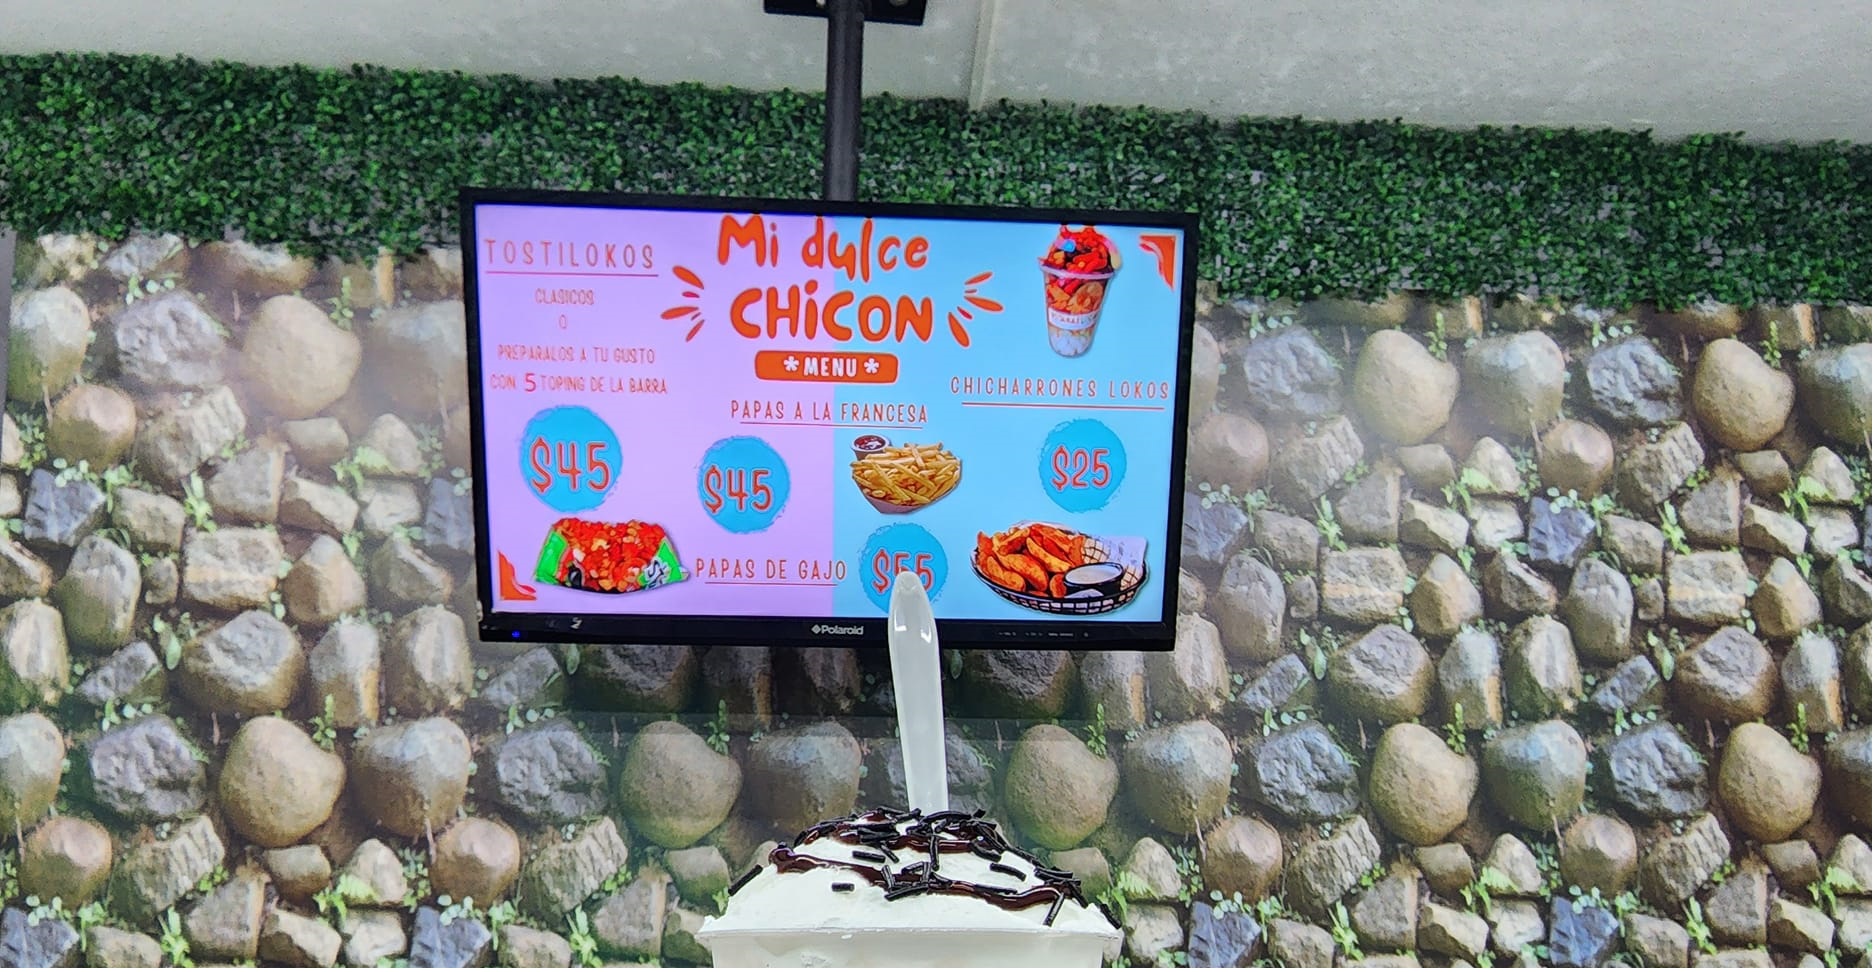 Mi dulce
CHiCON
*MENU*
TOSTILOKOS
CLASICOS
O
PREPARALOS A TU GUSTO
CON 5 TOPING DE LA BARRA
$45
PAPAS A LA FRANCESA
$45
PAPAS DE GAJO
$55
CHICHARRONES LOKOS
$25
Polaroid